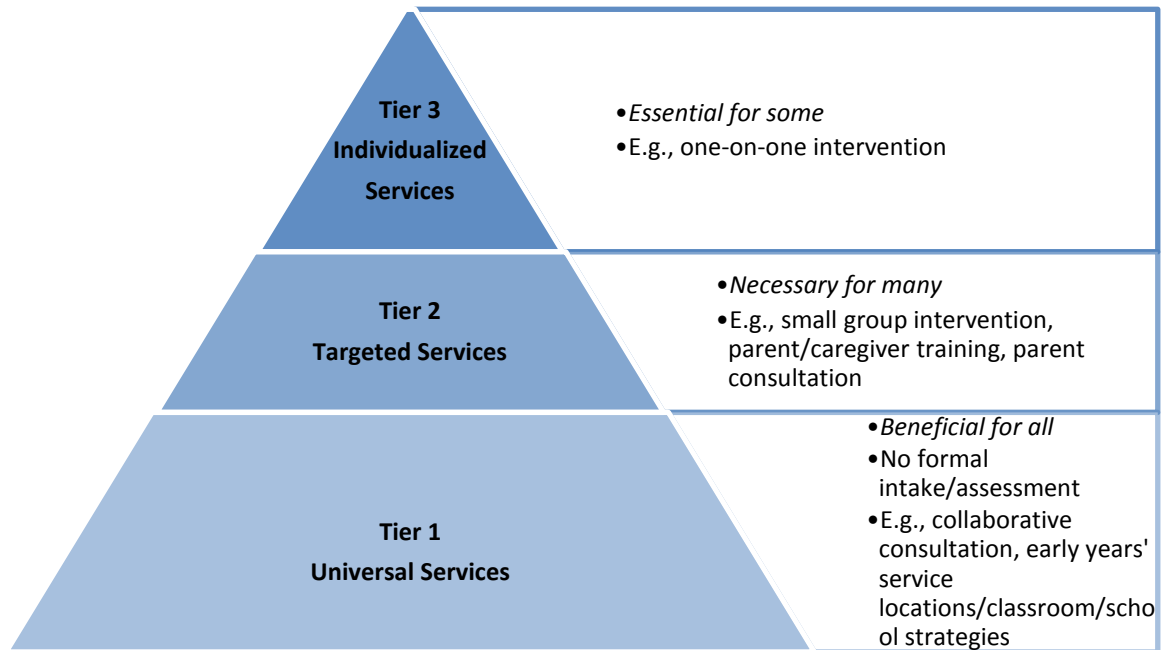 Tier 3
Individualized
Services
•Essential for some
•E.g., one-on-one intervention
Tier 2
Targeted Services
•Necessary for many
•E.g., small group intervention,
parent/caregiver training, parent
consultation
Tier 1
Universal Services
•Beneficial for all
•No formal
intake/assessment
•E.g., collaborative
consultation, early years'
service
locations/classroom/scho
ol strategies